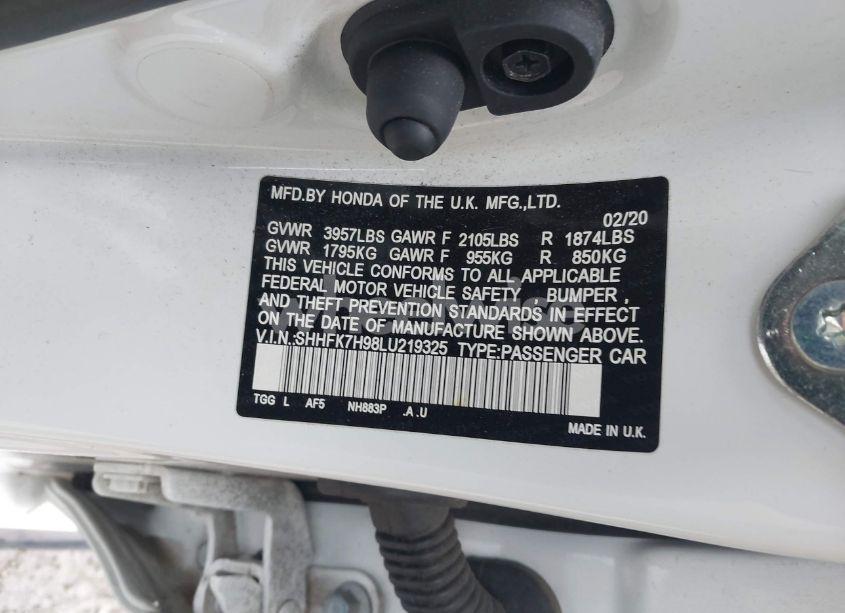 MFD.BY HONDA OF THE U.K. MFG.,LTD.
02/20
GVWR 3957LBS GAWR F 2105LBS R 1874LBS
GVWR 1795KG GAWR F 955KG R 850KG
THIS VEHICLE CONFORMS TO ALL APPLICABLE
FEDERAL MOTOR VEHICLE SAFETY , BUMPER ,
AND THEFT PREVENTION STANDARDS IN EFFECT
ON THE DATE OF MANUFACTURE SHOWN ABOVE.
V.I.N.:SHHFK7H98LU219325 TYPE:PASSENGER CAR
TGG L AF5 NH883P .A .U
MADE IN U.K.